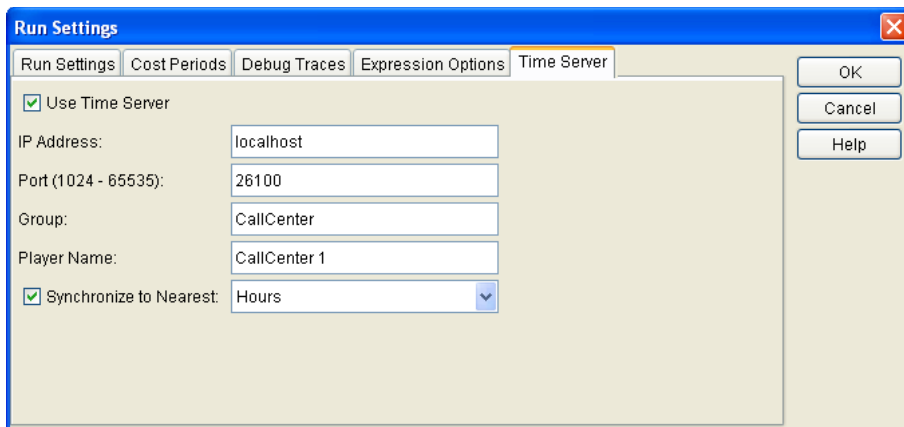 Run Settings
Run Settings Cost Periods Debug Traces Expression Options Time Server
OK
Use Time Server
Cancel
IP Address: localhost
Help
Port (1024 - 65535): 26100
Group: CallCenter
Player Name: CallCenter 1
Synchronize to Nearest: Hours